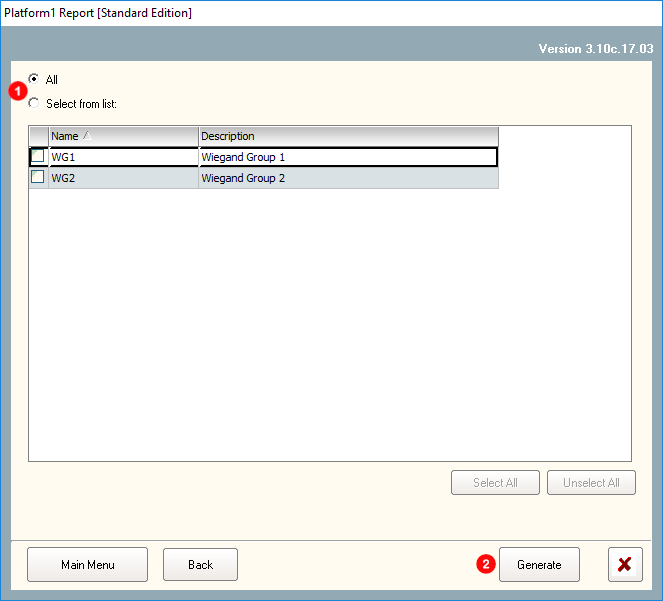 Platform1 Report [Standard Edition]
Version 3.10c.17.03
All
1
Select from list:
Name Description
WG1 Wiegand Group 1
WG2 Wiegand Group 2
Select All Unselect All
Main Menu Back 2 Generate